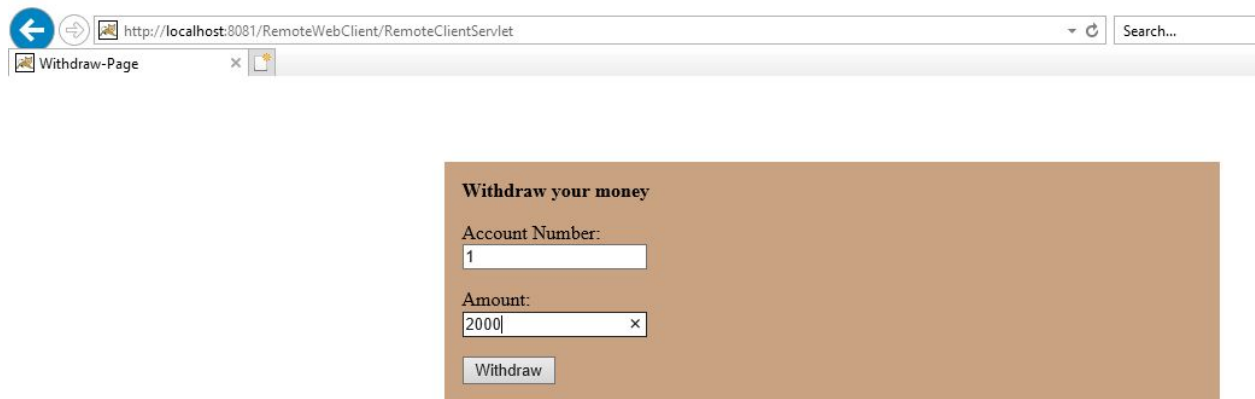 http://localhost:8081/RemoteWebClient/RemoteClientServlet
Search...
Withdraw-Page
Withdraw your money
Account Number:
1
Amount:
2000
Withdraw